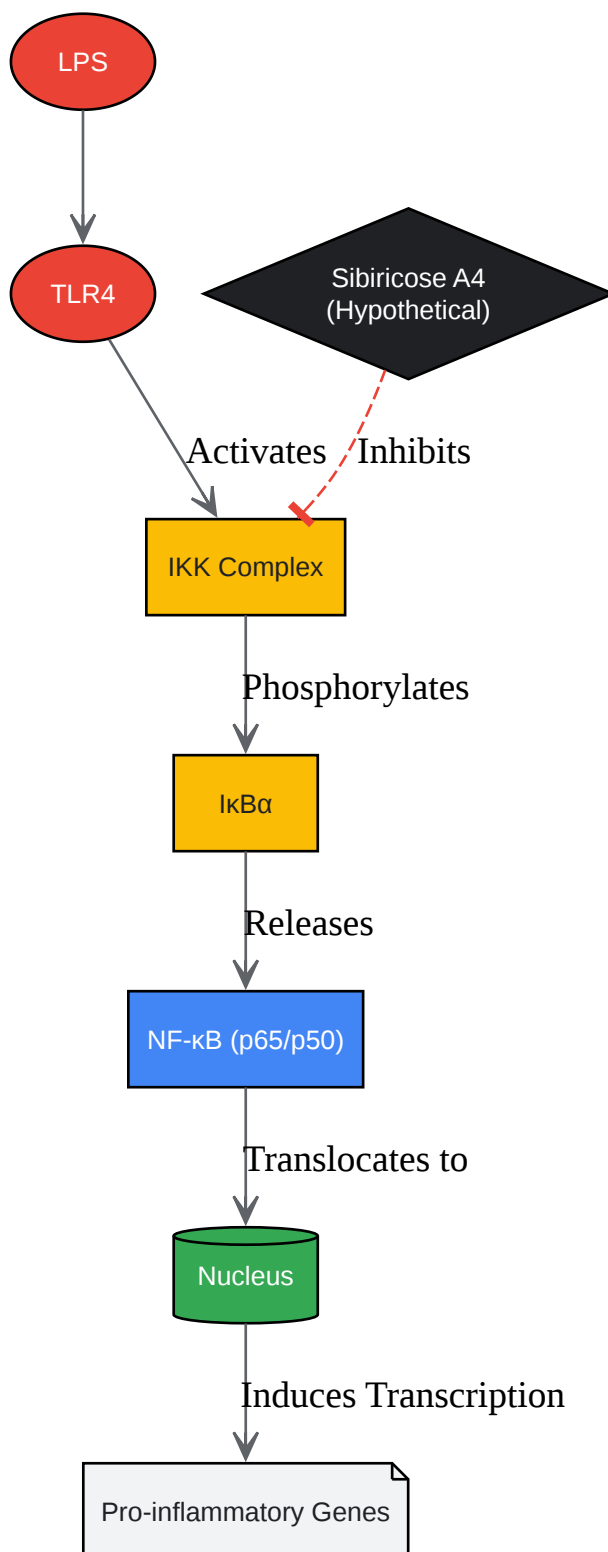 LPS
TLR4
Sibiricose A4
(Hypothetical)
Activates
Inhibits
IKK Complex
Phosphorylates
IκBα
Releases
NF-κB (p65/p50)
Translocates to
Nucleus
Induces Transcription
Pro-inflammatory Genes